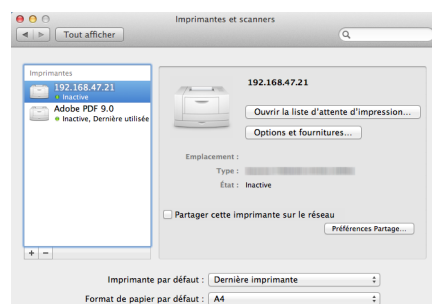 Imprimantes et scanners
Tout afficher
Imprimantes
192.168.47.21
Inactive
Adobe PDF 9.0
Inactive, Dernière utilisée
192.168.47.21
Ouvrir la liste d'attente d'impression...
Options et fournitures...
Emplacement :
Type :
État : Inactive
Partager cette imprimante sur le réseau
Préférences Partage...
+ −
Imprimante par défaut : Dernière imprimante
Format de papier par défaut : A4